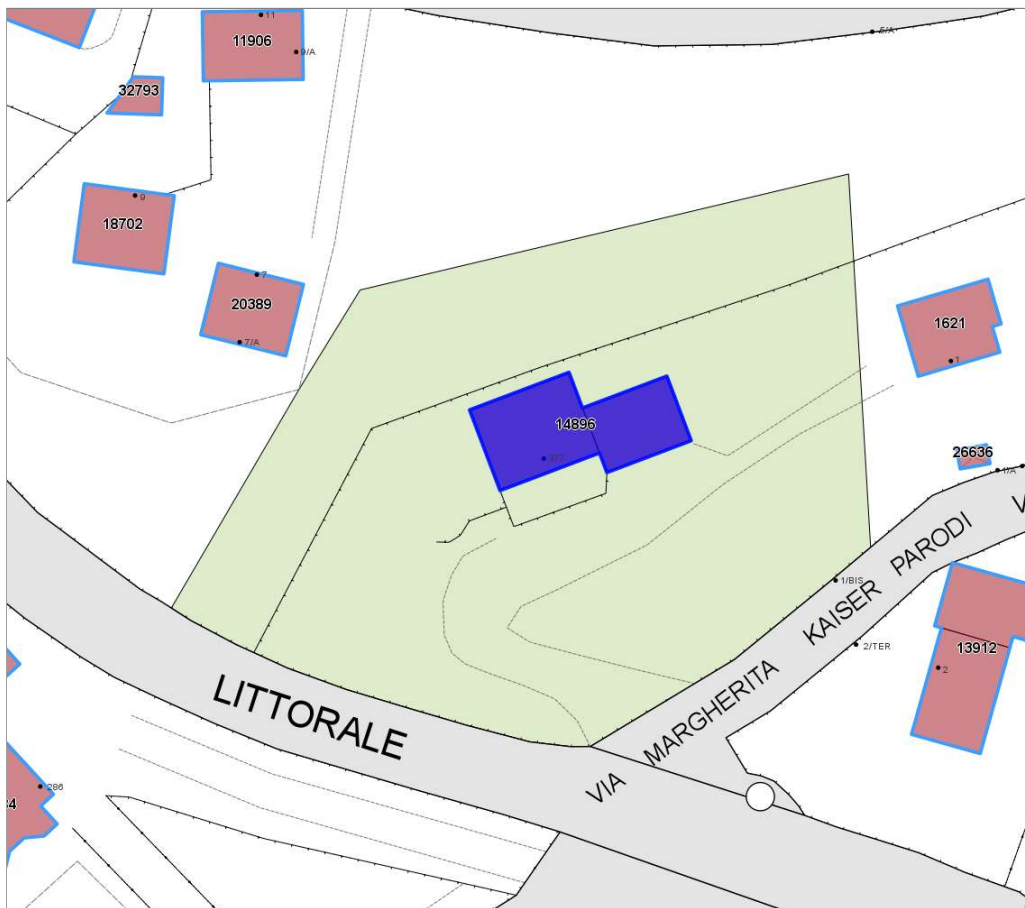 11
11906
9/A
5/A
32793
9
18702
7
20389
7/A
1621
1
14896
26636
1/A
1/BIS
2/TER
13912
2
LITTORALE
VIA MARGHERITA KAISER PARODI V
286